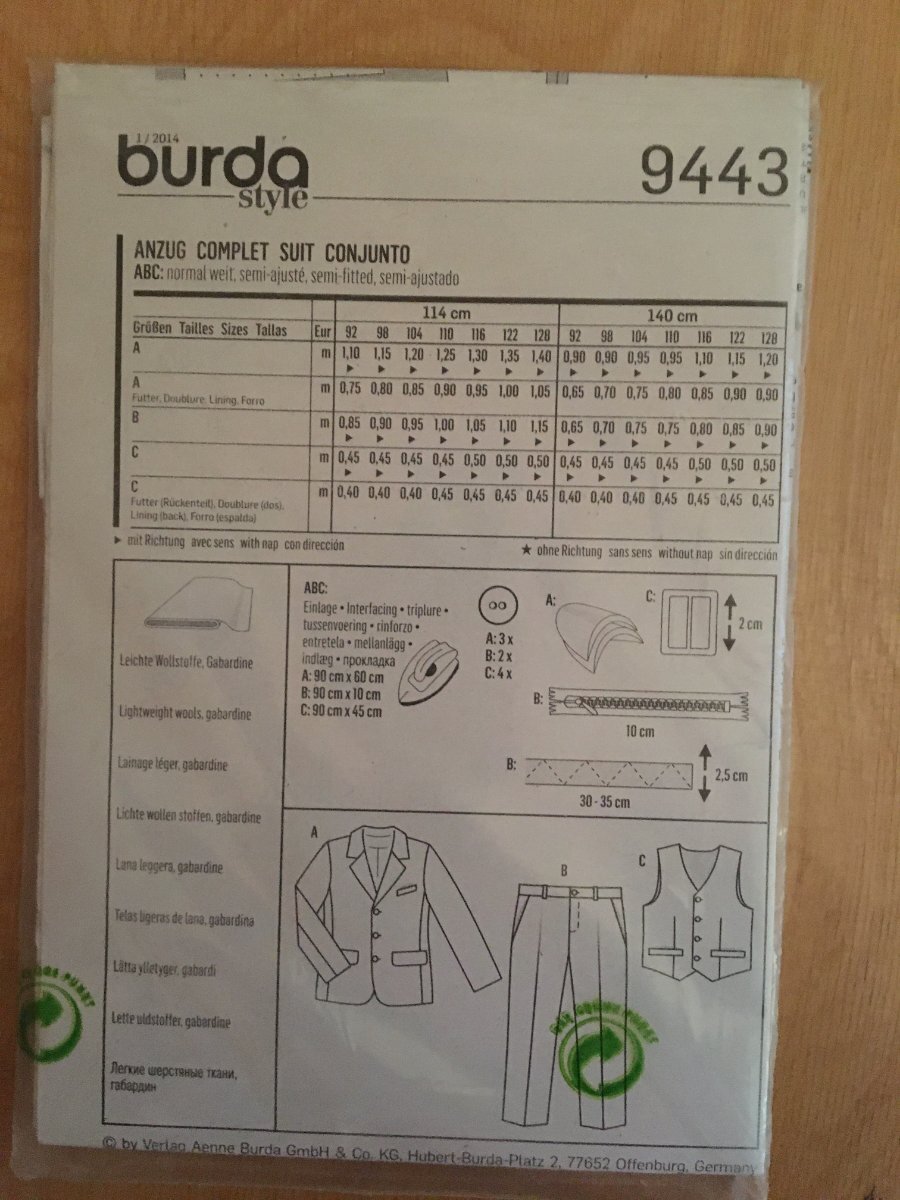 1 / 2014
burda
style
9443
ANZUG COMPLET SUIT CONJUNTO
ABC: normal weit, semi-ajusté, semi-fitted, semi-ajustado
114 cm 140 cm
Größen Tailles Sizes Tallas Eur 92 98 104 110 116 122 128 92 98 104 110 116 122 128
A m 1,10 1,15 1,20 1,25 1,30 1,35 1,40 0,90 0,90 0,95 0,95 1,10 1,15 1,20
► ► ► ► ► ► ► ► ► ► ► ► ► ►
A m 0,75 0,80 0,85 0,90 0,95 1,00 1,05 0,65 0,70 0,75 0,80 0,85 0,90 0,90
Futter, Doublure, Lining, Forro
B m 0,85 0,90 0,95 1,00 1,05 1,10 1,15 0,65 0,70 0,75 0,75 0,80 0,85 0,90
► ► ► ► ► ► ► ► ► ► ► ► ► ►
C m 0,45 0,45 0,45 0,45 0,50 0,50 0,50 0,45 0,45 0,45 0,45 0,50 0,50 0,50
► ► ► ► ► ► ► ► ► ► ► ► ► ►
C m 0,40 0,40 0,40 0,45 0,45 0,45 0,45 0,40 0,40 0,40 0,45 0,45 0,45 0,45
Futter (Rückenteil), Doublure (dos),
Lining (back), Forro (espalda)
► mit Richtung avec sens with nap con dirección
★ ohne Richtung sans sens without nap sin dirección
Leichte Wollstoffe, Gabardine
Lightweight wools, gabardine
Lainage léger, gabardine
Lichte wollen stoffen, gabardine
Lana leggera, gabardine
Telas ligeras de lana, gabardina
Lätta ylletyger, gabardi
Lette uldstoffer, gabardine
Легкие шерстяные ткани,
габардин
ABC:
Einlage • Interfacing • triplure •
tussenvoering • rinforzo •
entretela • mellanlägg •
indlæg • прокладка
A: 90 cm x 60 cm
B: 90 cm x 10 cm
C: 90 cm x 45 cm
A: 3 x
B: 2 x
C: 4 x
A:
C:
2 cm
B:
10 cm
B:
2,5 cm
30 - 35 cm
A
B
C
DER GRÜNE PUNKT
© by Verlag Aenne Burda GmbH & Co. KG, Hubert-Burda-Platz 2, 77652 Offenburg, Germany